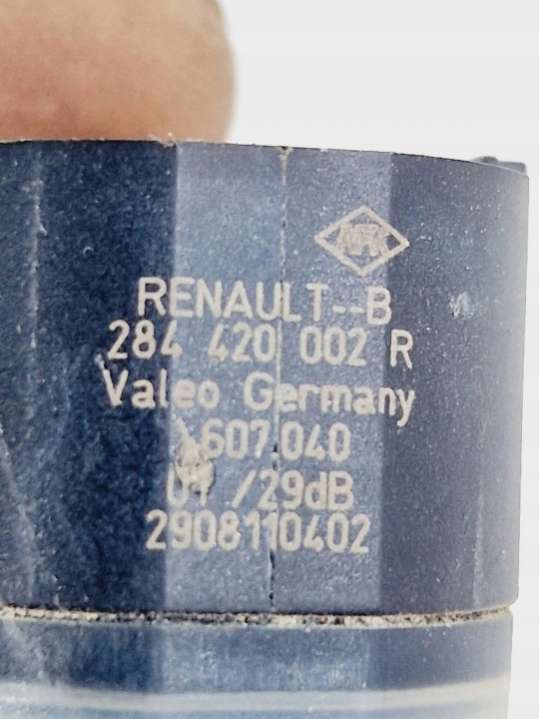 RENAULT--B
284 420 002 R
Valeo Germany
607.040
/29dB
2908110402